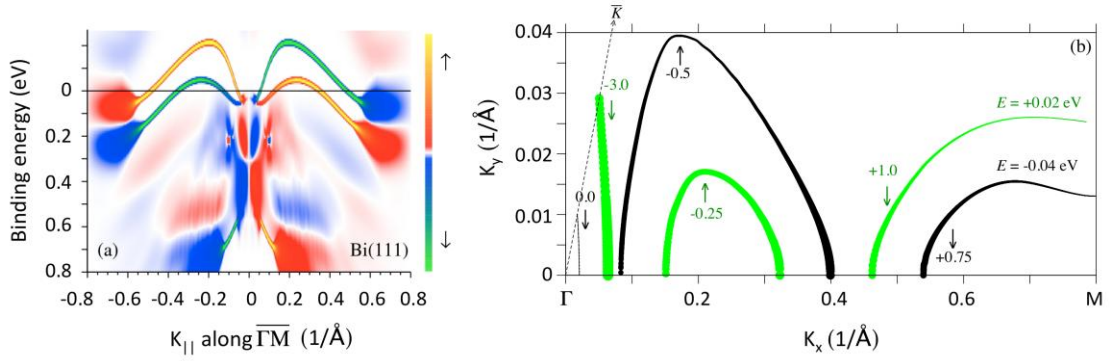 Binding energy (eV)
0
0.2
0.4
0.6
0.8
(a)
Bi(111)
↑
↓
-0.8 -0.6 -0.4 -0.2 0 0.2 0.4 0.6 0.8
K|| along Γ̅M̅ (1/Å)
K̅
(b)
K_y (1/Å)
0.04
0.03
0.02
0.01
0
-3.0
↓
↑
-0.5
0.0
↓
↑
-0.25
+1.0
↓
E = +0.02 eV
E = -0.04 eV
↓
+0.75
Γ 0.2 0.4 0.6 M
K_x (1/Å)